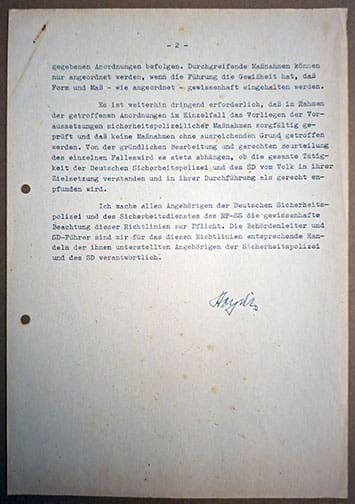 - 2 -
gegebenen Anordnungen befolgen. Durchgreifende Maßnahmen können
nur angeordnet werden, wenn die Führung die Gewißheit hat, daß
Form und Maß - wie angeordnet - gewissenhaft eingehalten werden.
Es ist weiterhin dringend erforderlich, daß im Rahmen
der getroffenen Anordnungen im Einzelfall das Vorliegen der Vor-
aussetzungen sicherheitspolizeilicher Maßnahmen sorgfältig ge-
prüft und daß keine Maßnahmen ohne ausreichenden Grund getroffen
werden. Von der gründlichen Bearbeitung und gerechten Beurteilung
des einzelnen Falleswird es stets abhängen, ob die gesamte Tätig-
keit der Deutschen Sicherheitspolizei und des SD vom Volk in ihrer
Zielsetzung verstanden und in ihrer Durchführung als gerecht em-
pfunden wird.
Ich mache allen Angehörigen der Deutschen Sicherheits-
polizei und des Sicherheitsdienstes des RF-SS die gewissenhafte
Beachtung dieser Richtlinien zur Pflicht. Die Behördenleiter und
SD-Führer sind mir für das diesen Richtlinien entsprechende Han-
deln der ihnen unterstellten Angehörigen der Sicherheitspolizei
und des SD verantwortlich.